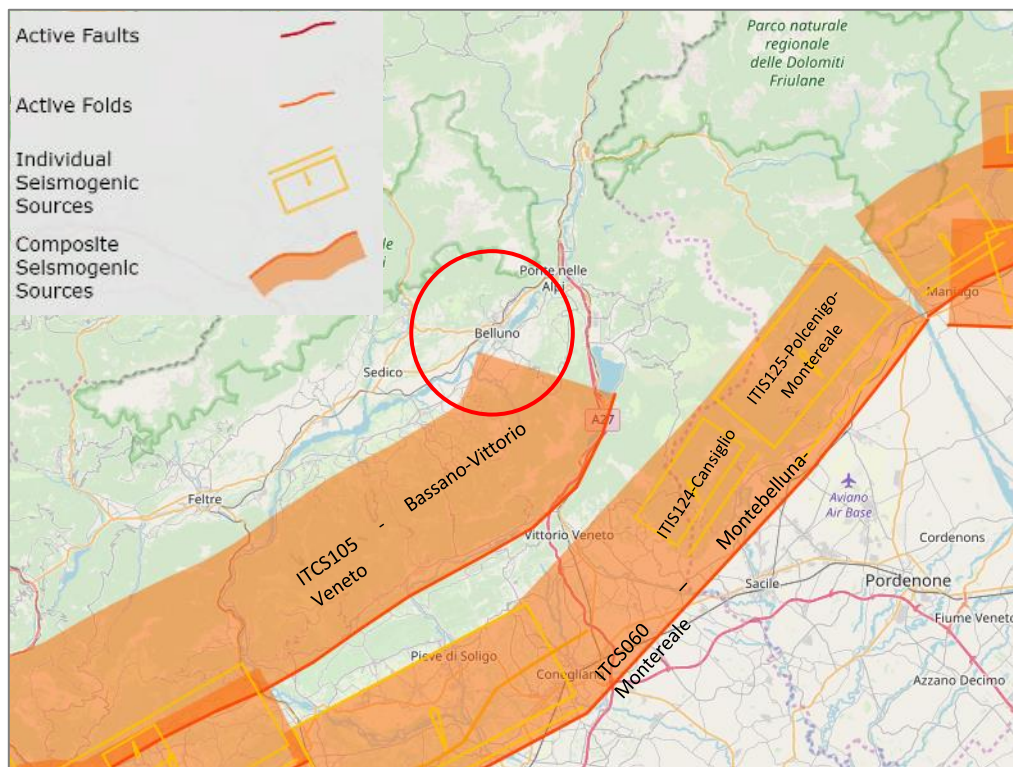 Active Faults
Active Folds
Individual
Seismogenic
Sources
Composite
Seismogenic
Sources
Parco naturale
regionale
delle Dolomiti
Friulane
Ponte nelle
Alpi
Belluno
Sedico
Maniago
ITIS125-Polcenigo-
Montereale
A27
ITIS124-Cansiglio
Montebelluna-
ITCS105 - Bassano-Vittorio
Veneto
Feltre
Aviano
Air Base
Vittorio Veneto
Cordenons
Sacile
Pordenone
Fiume Veneto
Pieve di Soligo
Conegliano
ITCS060 –
Montereale
Azzano Decimo